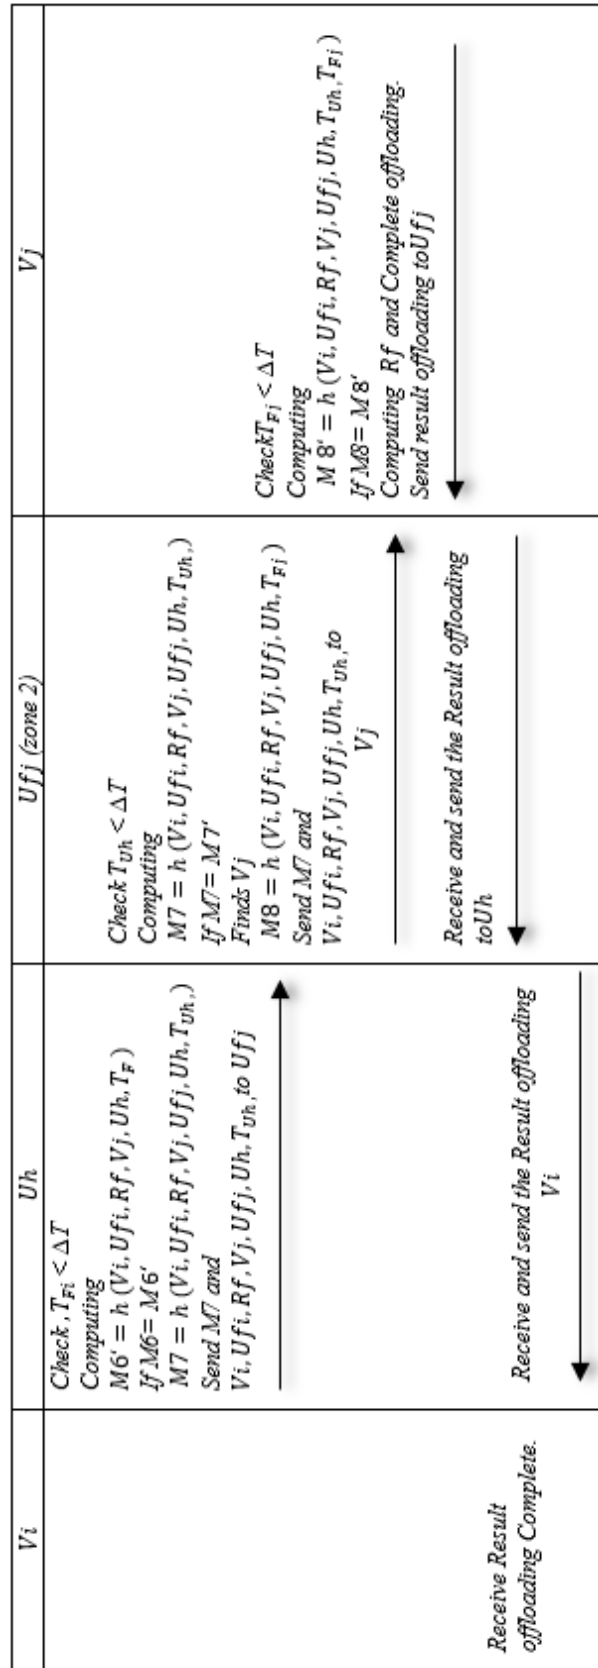 Vi
Uh
Ufj (zone 2)
Vj
Receive Result
offloading Complete.
Check, T_Fi < ΔT
Computing
M6' = h (Vi, Ufi, Rf, Vj, Uh, T_F)
If M6= M6'
M7 = h (Vi, Ufi, Rf, Vj, Ufj, Uh, T_Uh,)
Send M7 and
Vi, Ufi, Rf, Vj, Ufj, Uh, T_Uh, to Ufj
Receive and send the Result offloading
Vi
Check T_Uh < ΔT
Computing
M7 = h (Vi, Ufi, Rf, Vj, Ufj, Uh, T_Uh,)
If M7= M7'
Finds Vj
M8 = h (Vi, Ufi, Rf, Vj, Ufj, Uh, T_Fj)
Send M7 and
Vi, Ufi, Rf, Vj, Ufj, Uh, T_Uh, to
Vj
Receive and send the Result offloading
toUh
CheckT_Fj < ΔT
Computing
M 8' = h (Vi, Ufi, Rf, Vj, Ufj, Uh, T_Uh, T_Fj)
If M8= M8'
Computing Rf and Complete offloading.
Send result offloading toUfj